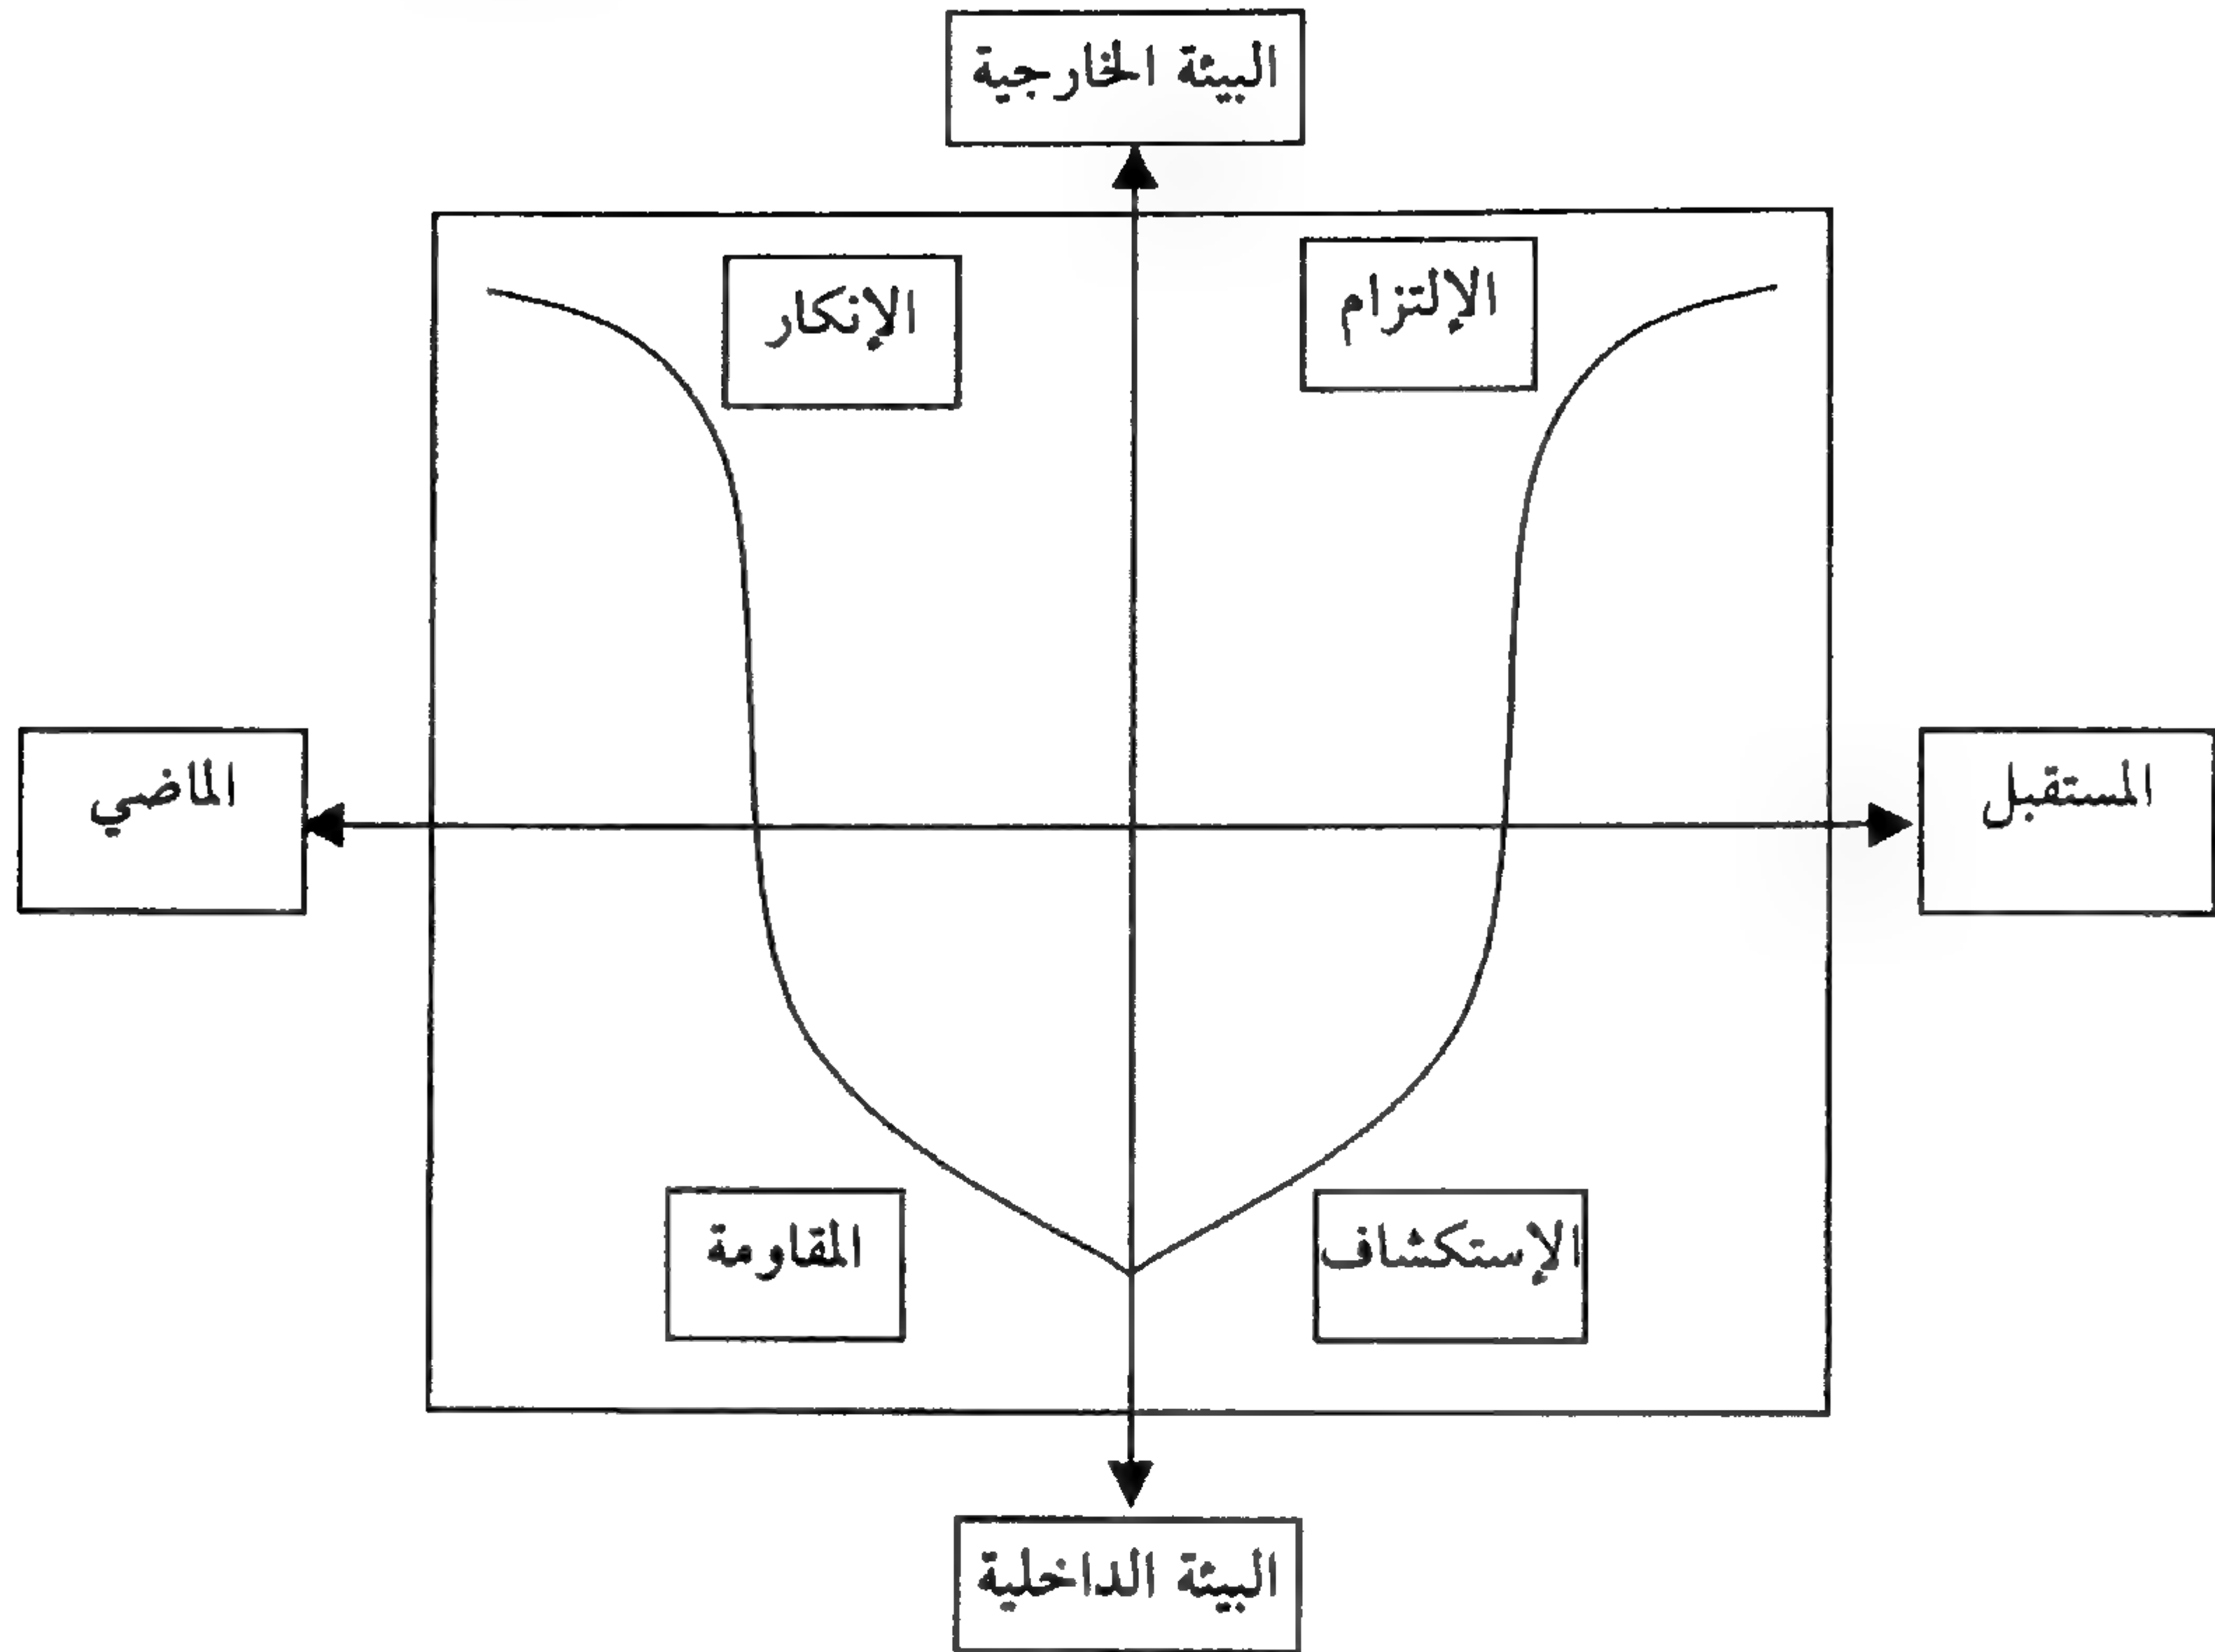 البيئة الخارجية
الإلتزام
الإنكار
المستقبل
الماضي
الإستكشاف
المقاومة
البيئة الداخلية